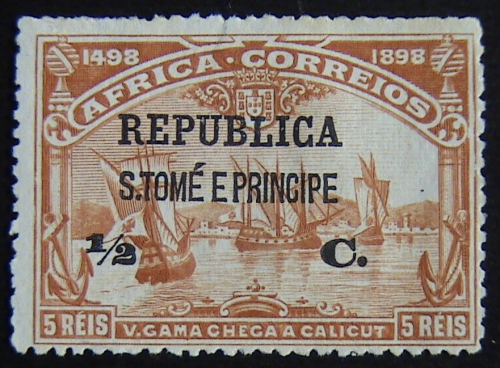 1498 1898
AFRICA · CORREIOS
REPUBLICA
S.TOMÉ E PRINCIPE
1/2 C.
5 RÉIS V. GAMA CHEGA A CALICUT 5 RÉIS